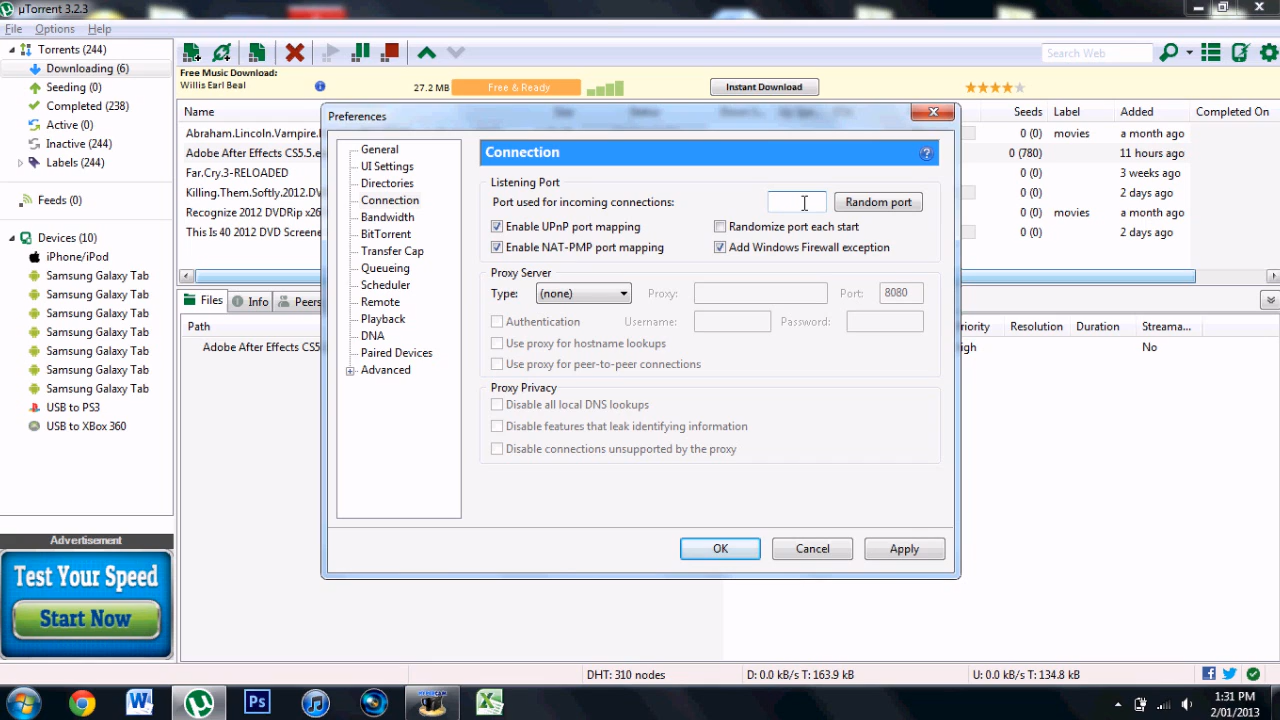 µTorrent 3.2.3
File Options Help
Torrents (244)
Downloading (6)
Seeding (0)
Completed (238)
Active (0)
Inactive (244)
Labels (244)
Feeds (0)
Devices (10)
iPhone/iPod
Samsung Galaxy Tab
Samsung Galaxy Tab
Samsung Galaxy Tab
Samsung Galaxy Tab
Samsung Galaxy Tab
Samsung Galaxy Tab
Samsung Galaxy Tab
USB to PS3
USB to XBox 360
Advertisement
Test Your Speed
Start Now
Search Web
Free Music Download:
Willis Earl Beal
27.2 MB
Free & Ready
Instant Download
Name Seeds Label Added Completed On
Abraham.Lincoln.Vampire. 0 (0) movies a month ago
Adobe After Effects CS5.5.e 0 (780) 11 hours ago
Far.Cry.3-RELOADED 0 (0) 3 weeks ago
Killing.Them.Softly.2012.D 0 (0) 2 days ago
Recognize 2012 DVDRip x26 0 (0) movies a month ago
This Is 40 2012 DVD Screene 0 (0) 2 days ago
Files Info Peers
Path iority Resolution Duration Streama...
Adobe After Effects CS5 igh No
Preferences
General
UI Settings
Directories
Connection
Bandwidth
BitTorrent
Transfer Cap
Queueing
Scheduler
Remote
Playback
DNA
Paired Devices
Advanced
Connection
Listening Port
Port used for incoming connections: Random port
Enable UPnP port mapping Randomize port each start
Enable NAT-PMP port mapping Add Windows Firewall exception
Proxy Server
Type: (none) Proxy: Port: 8080
Authentication Username: Password:
Use proxy for hostname lookups
Use proxy for peer-to-peer connections
Proxy Privacy
Disable all local DNS lookups
Disable features that leak identifying information
Disable connections unsupported by the proxy
OK Cancel Apply
DHT: 310 nodes D: 0.0 kB/s T: 163.9 kB U: 0.0 kB/s T: 134.8 kB
1:31 PM
2/01/2013